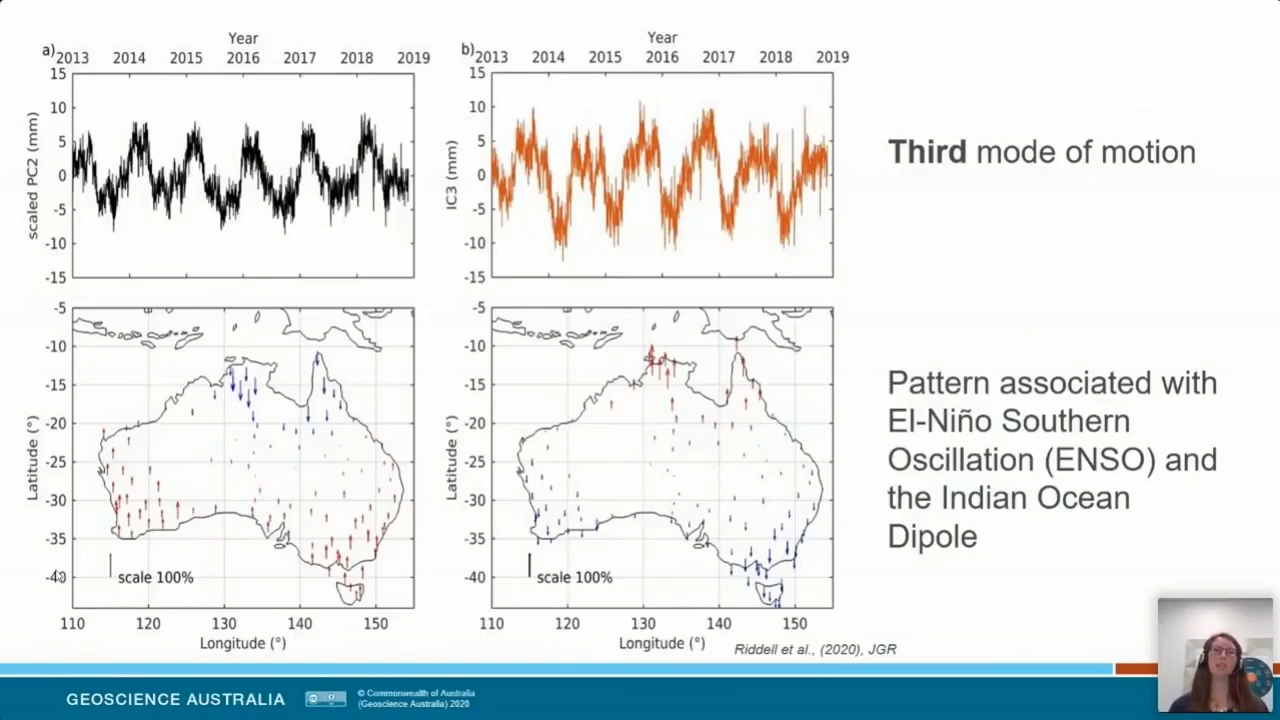 a)
Year
2013 2014 2015 2016 2017 2018 2019
15
10
5
0
-5
-10
-15
scaled PC2 (mm)
b)
Year
2013 2014 2015 2016 2017 2018 2019
15
10
5
0
-5
-10
-15
IC3 (mm)
Third mode of motion
-5
-10
-15
-20
-25
-30
-35
-40
Latitude (°)
scale 100%
110 120 130 140 150
Longitude (°)
-5
-10
-15
-20
-25
-30
-35
-40
Latitude (°)
scale 100%
110 120 130 140 150
Longitude (°)
Pattern associated with
El-Niño Southern
Oscillation (ENSO) and
the Indian Ocean
Dipole
Riddell et al., (2020), JGR
GEOSCIENCE AUSTRALIA
© Commonwealth of Australia
(Geoscience Australia) 2020